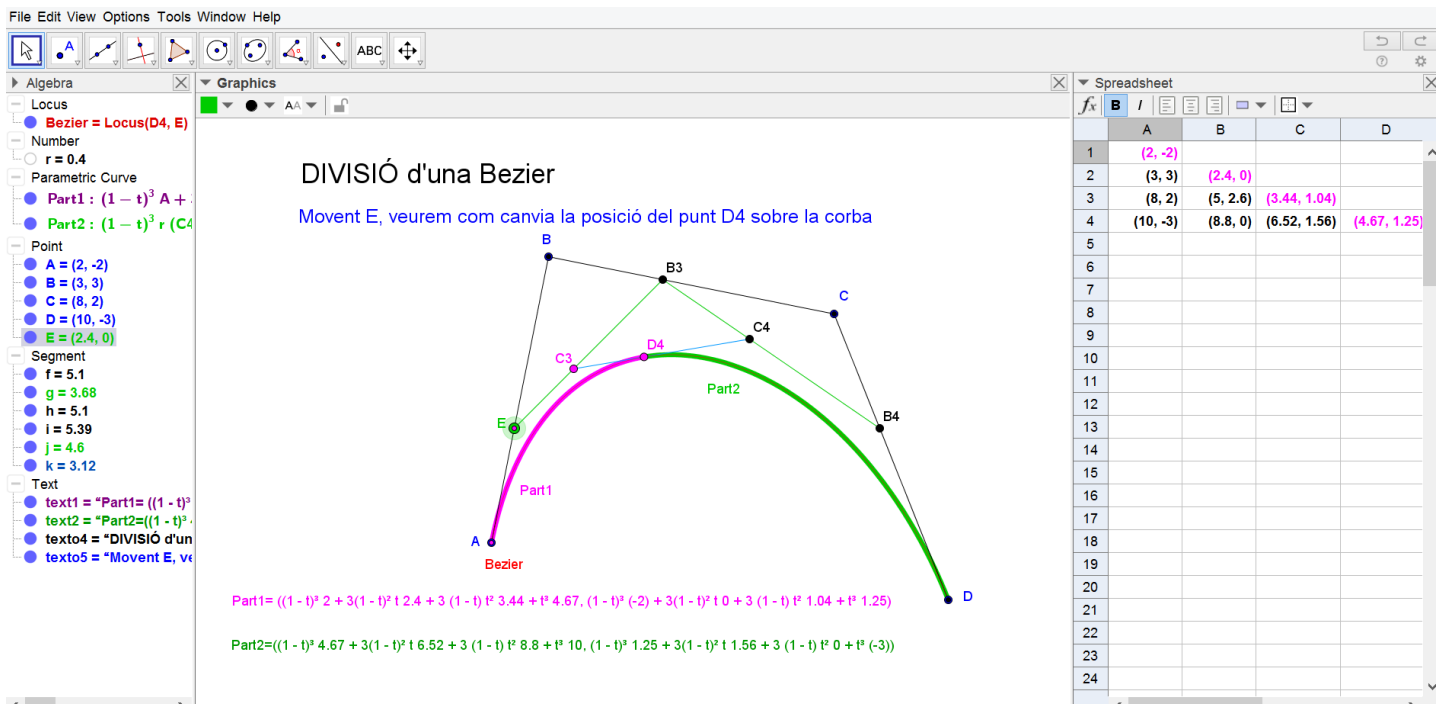 File Edit View Options Tools Window Help
A
ABC
Algebra
Locus
Bezier = Locus(D4, E)
Number
r = 0.4
Parametric Curve
Part1 : (1 − t)³ A +
Part2 : (1 − t)³ r (C4
Point
A = (2, -2)
B = (3, 3)
C = (8, 2)
D = (10, -3)
E = (2.4, 0)
Segment
f = 5.1
g = 3.68
h = 5.1
i = 5.39
j = 4.6
k = 3.12
Text
text1 = “Part1= ((1 - t)³
text2 = “Part2=((1 - t)³
texto4 = “DIVISIÓ d'un
texto5 = “Movent E, ve
Graphics
AA
DIVISIÓ d'una Bezier
Movent E, veurem com canvia la posició del punt D4 sobre la corba
B
B3
C
C4
D4
C3
Part2
E
B4
Part1
A
Bezier
D
Part1= ((1 - t)³ 2 + 3(1 - t)² t 2.4 + 3 (1 - t) t² 3.44 + t³ 4.67, (1 - t)³ (-2) + 3(1 - t)² t 0 + 3 (1 - t) t² 1.04 + t³ 1.25)
Part2=((1 - t)³ 4.67 + 3(1 - t)² t 6.52 + 3 (1 - t) t² 8.8 + t³ 10, (1 - t)³ 1.25 + 3(1 - t)² t 1.56 + 3 (1 - t) t² 0 + t³ (-3))
Spreadsheet
fx B I
A B C D
1 (2, -2)
2 (3, 3) (2.4, 0)
3 (8, 2) (5, 2.6) (3.44, 1.04)
4 (10, -3) (8.8, 0) (6.52, 1.56) (4.67, 1.25)
5
6
7
8
9
10
11
12
13
14
15
16
17
18
19
20
21
22
23
24